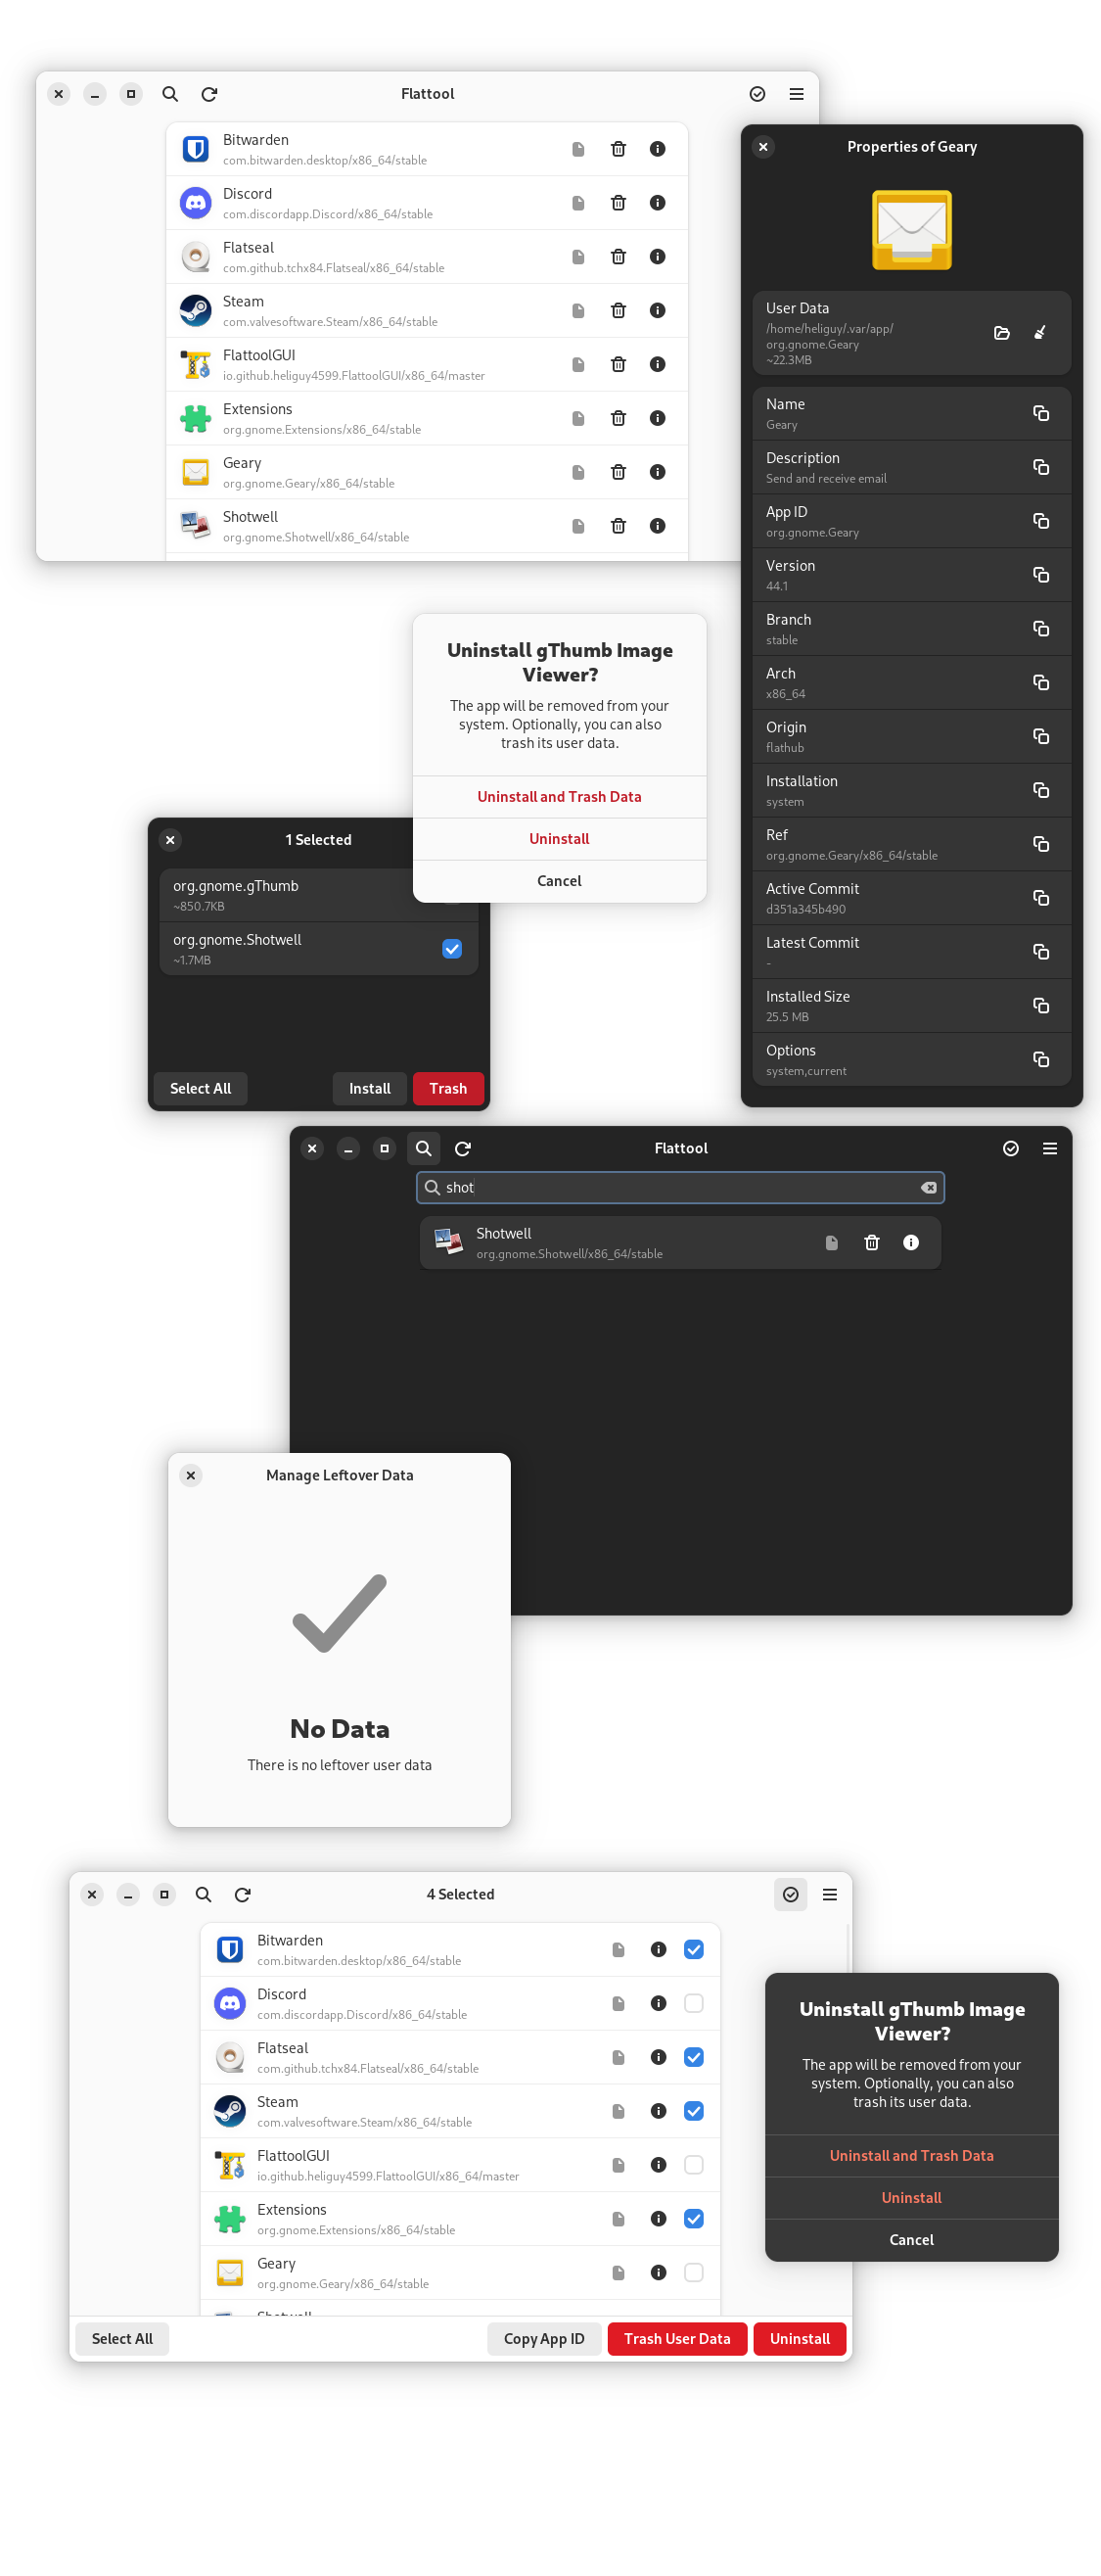 Flattool
Bitwarden
com.bitwarden.desktop/x86_64/stable
Discord
com.discordapp.Discord/x86_64/stable
Flatseal
com.github.tchx84.Flatseal/x86_64/stable
Steam
com.valvesoftware.Steam/x86_64/stable
FlattoolGUI
io.github.heliguy4599.FlattoolGUI/x86_64/master
Extensions
org.gnome.Extensions/x86_64/stable
Geary
org.gnome.Geary/x86_64/stable
Shotwell
org.gnome.Shotwell/x86_64/stable
Properties of Geary
User Data
/home/heliguy/.var/app/
org.gnome.Geary
~22.3MB
Name
Geary
Description
Send and receive email
App ID
org.gnome.Geary
Version
44.1
Branch
stable
Arch
x86_64
Origin
flathub
Installation
system
Ref
org.gnome.Geary/x86_64/stable
Active Commit
d351a345b490
Latest Commit
-
Installed Size
25.5 MB
Options
system,current
Uninstall gThumb Image
Viewer?
The app will be removed from your
system. Optionally, you can also
trash its user data.
Uninstall and Trash Data
Uninstall
Cancel
1 Selected
org.gnome.gThumb
~850.7KB
org.gnome.Shotwell
~1.7MB
Select All
Install
Trash
Flattool
shot
Shotwell
org.gnome.Shotwell/x86_64/stable
Manage Leftover Data
No Data
There is no leftover user data
4 Selected
Bitwarden
com.bitwarden.desktop/x86_64/stable
Discord
com.discordapp.Discord/x86_64/stable
Flatseal
com.github.tchx84.Flatseal/x86_64/stable
Steam
com.valvesoftware.Steam/x86_64/stable
FlattoolGUI
io.github.heliguy4599.FlattoolGUI/x86_64/master
Extensions
org.gnome.Extensions/x86_64/stable
Geary
org.gnome.Geary/x86_64/stable
Shotwell
Select All
Copy App ID
Trash User Data
Uninstall
Uninstall gThumb Image
Viewer?
The app will be removed from your
system. Optionally, you can also
trash its user data.
Uninstall and Trash Data
Uninstall
Cancel